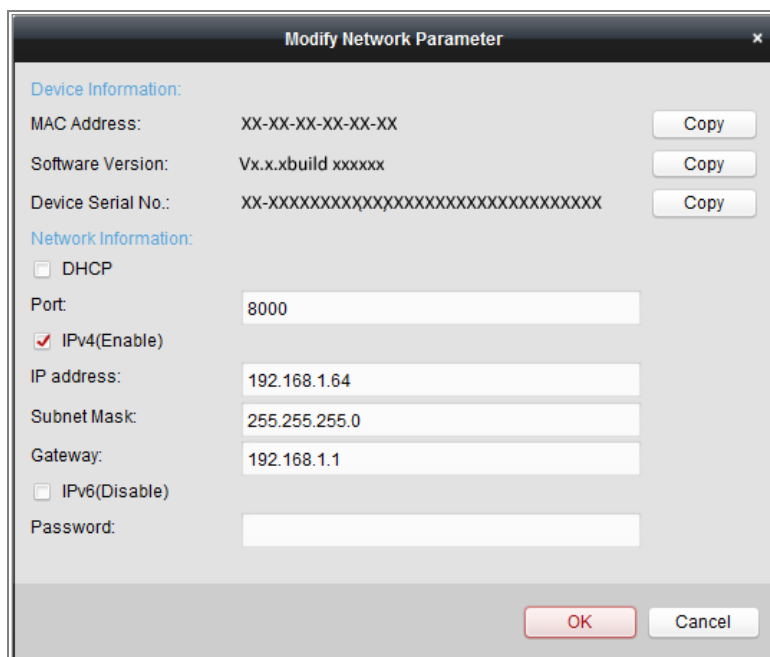 Modify Network Parameter ×
Device Information:
MAC Address: XX-XX-XX-XX-XX-XX Copy
Software Version: Vx.x.xbuild xxxxxx Copy
Device Serial No.: XX-XXXXXXXXXXXXXXXXXXXXXXXXXXXXXXX Copy
Network Information:
DHCP
Port: 8000
IPv4(Enable)
IP address: 192.168.1.64
Subnet Mask: 255.255.255.0
Gateway: 192.168.1.1
IPv6(Disable)
Password:
OK Cancel